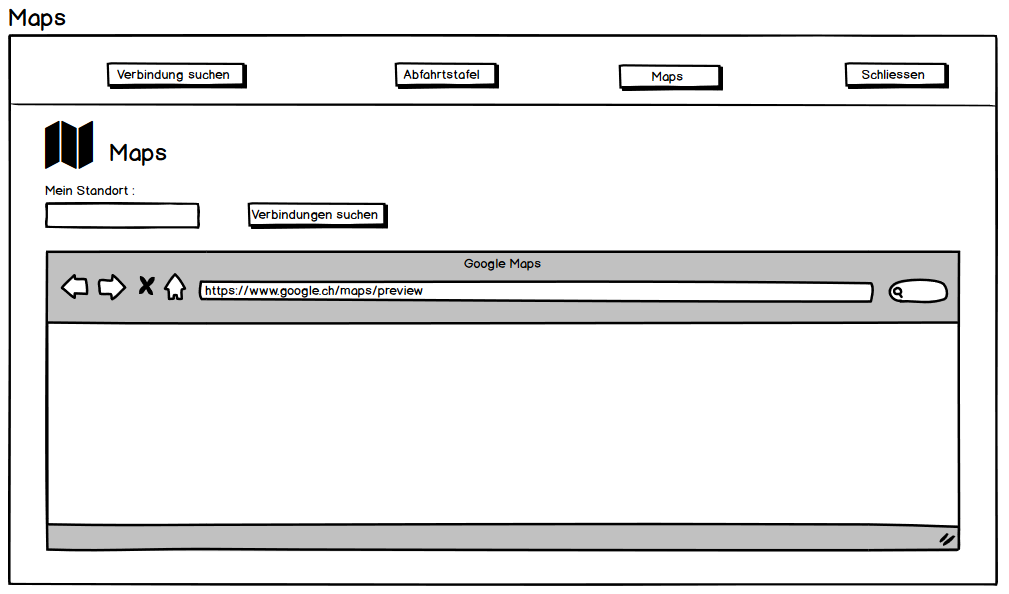 Maps
Verbindung suchen Abfahrtstafel Maps Schliessen
Maps
Mein Standort :
Verbindungen suchen
Google Maps
https://www.google.ch/maps/preview